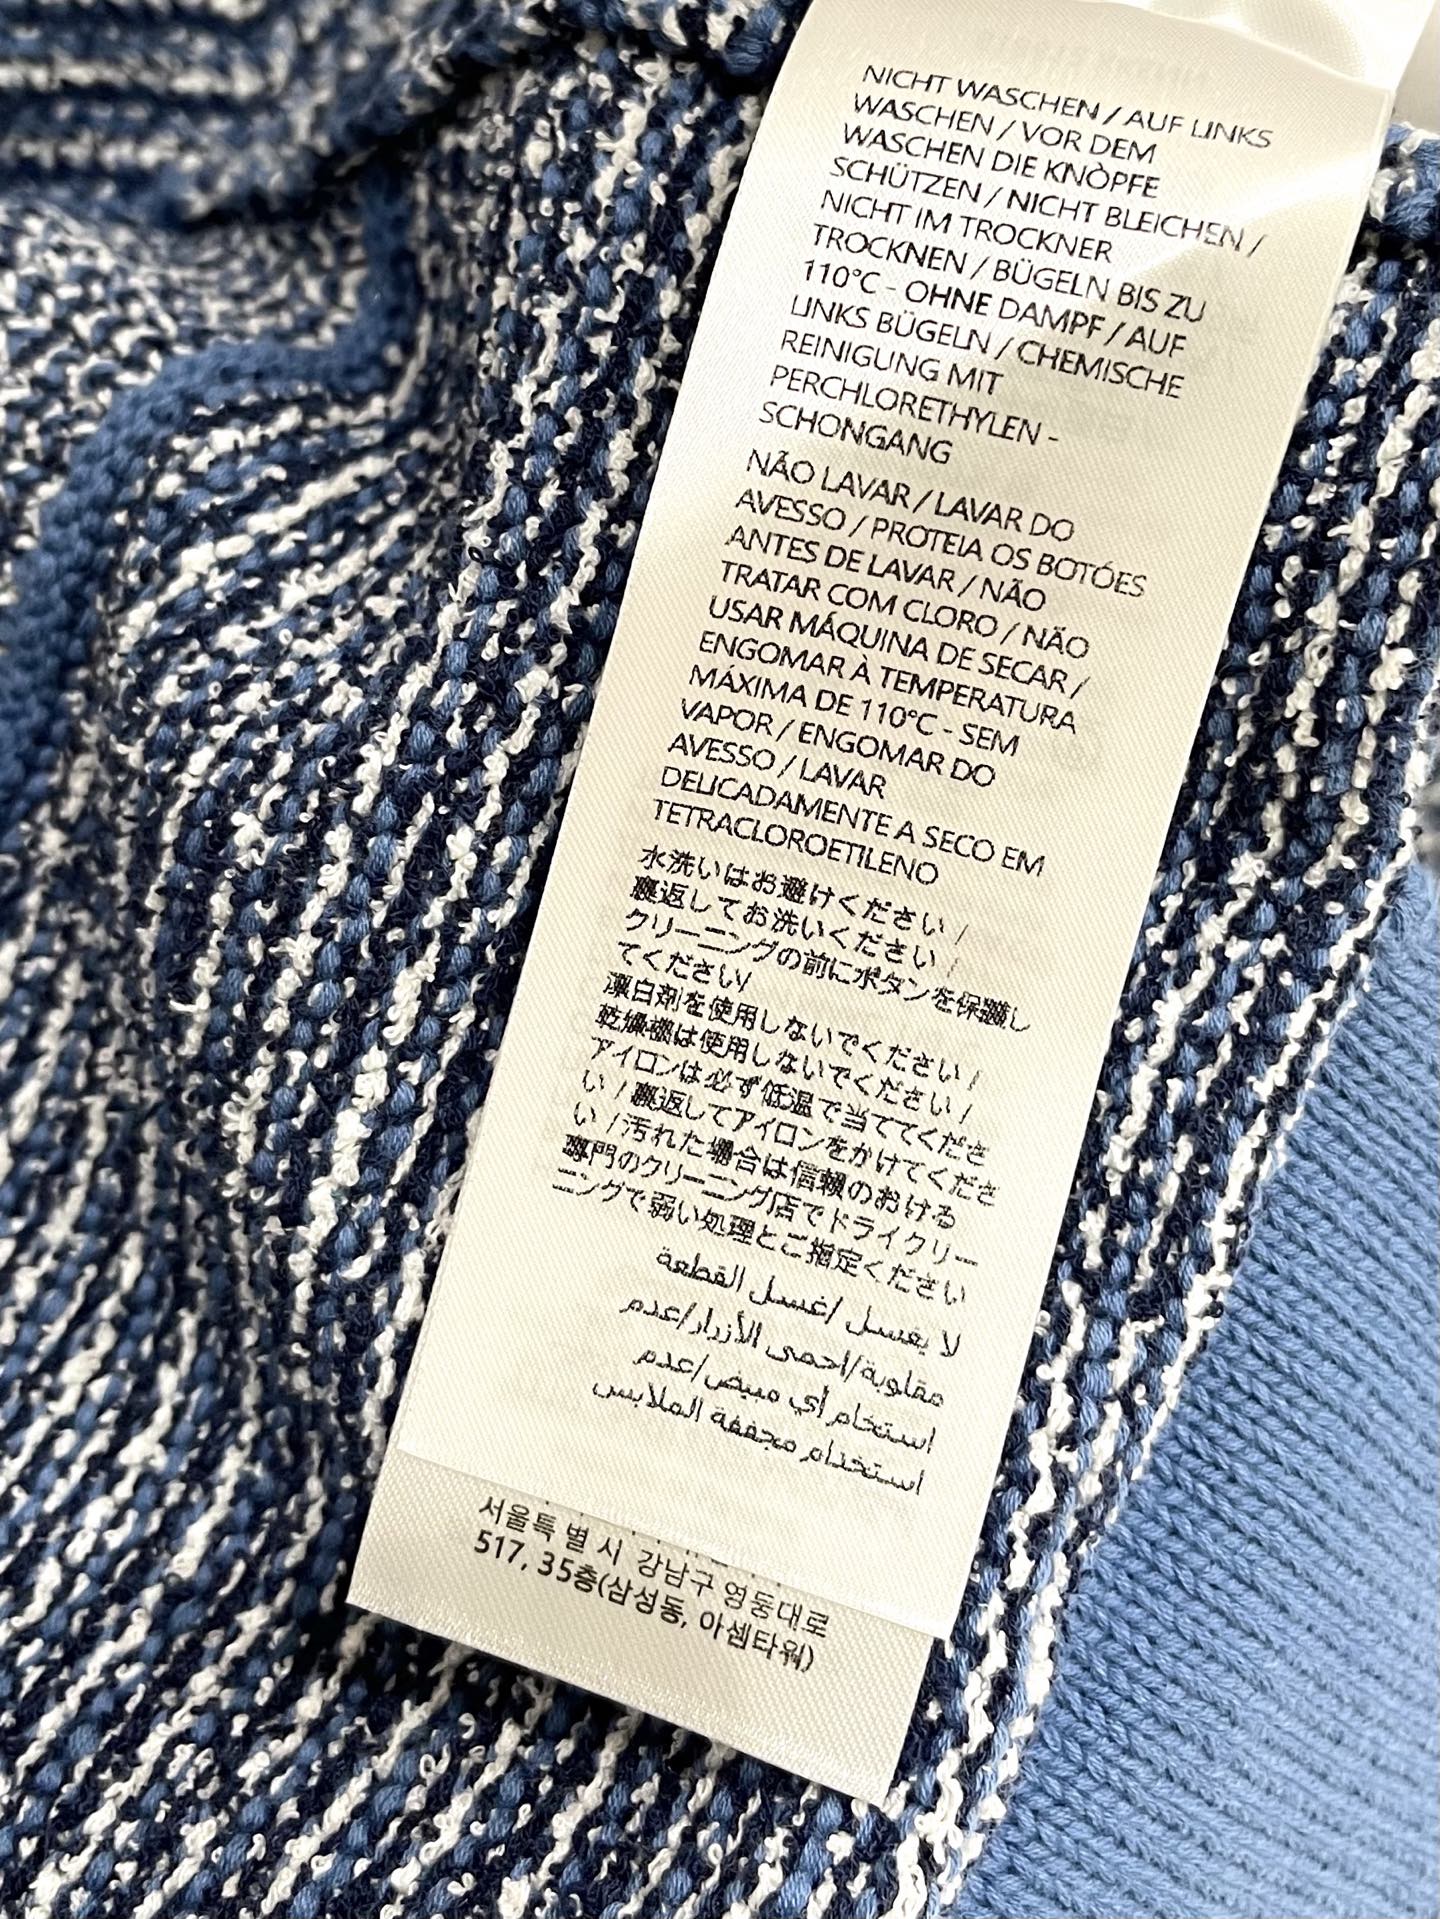 NICHT WASCHEN / AUF LINKS
WASCHEN / VOR DEM
WASCHEN DIE KNÒPFE
SCHÜTZEN / NICHT BLEICHEN /
NICHT IM TROCKNER
TROCKNEN / BÜGELN BIS ZU
110°C - OHNE DAMPF / AUF
LINKS BÜGELN / CHEMISCHE
REINIGUNG MIT
PERCHLORETHYLEN -
SCHONGANG
NÃO LAVAR / LAVAR DO
AVESSO / PROTEIA OS BOTÓES
ANTES DE LAVAR / NÃO
TRATAR COM CLORO / NÃO
USAR MÁQUINA DE SECAR /
ENGOMAR À TEMPERATURA
MÁXIMA DE 110°C - SEM
VAPOR / ENGOMAR DO
AVESSO / LAVAR
DELICADAMENTE A SECO EM
TETRACLOROETILENO
水洗いはお避けください /
裏返してお洗いください /
クリーニングの前にボタンを保護し
てください/
漂白剤を使用しないでください /
乾燥機は使用しないでください /
アイロンは必ず低温で当ててくださ
い / 裏返してアイロンをかけてくださ
い / 汚れた場合は信頼のおける
専門のクリーニング店でドライクリー
ニングで弱い処理とご指定ください
لا يغسل /غسل القطعة
مقلوبة/احمى الأزرار/عدم
استخام أي مبيض/عدم
استخدام مجففة الملابس
서울특별시 강남구 영동대로
517, 35층(삼성동, 아셈타워)